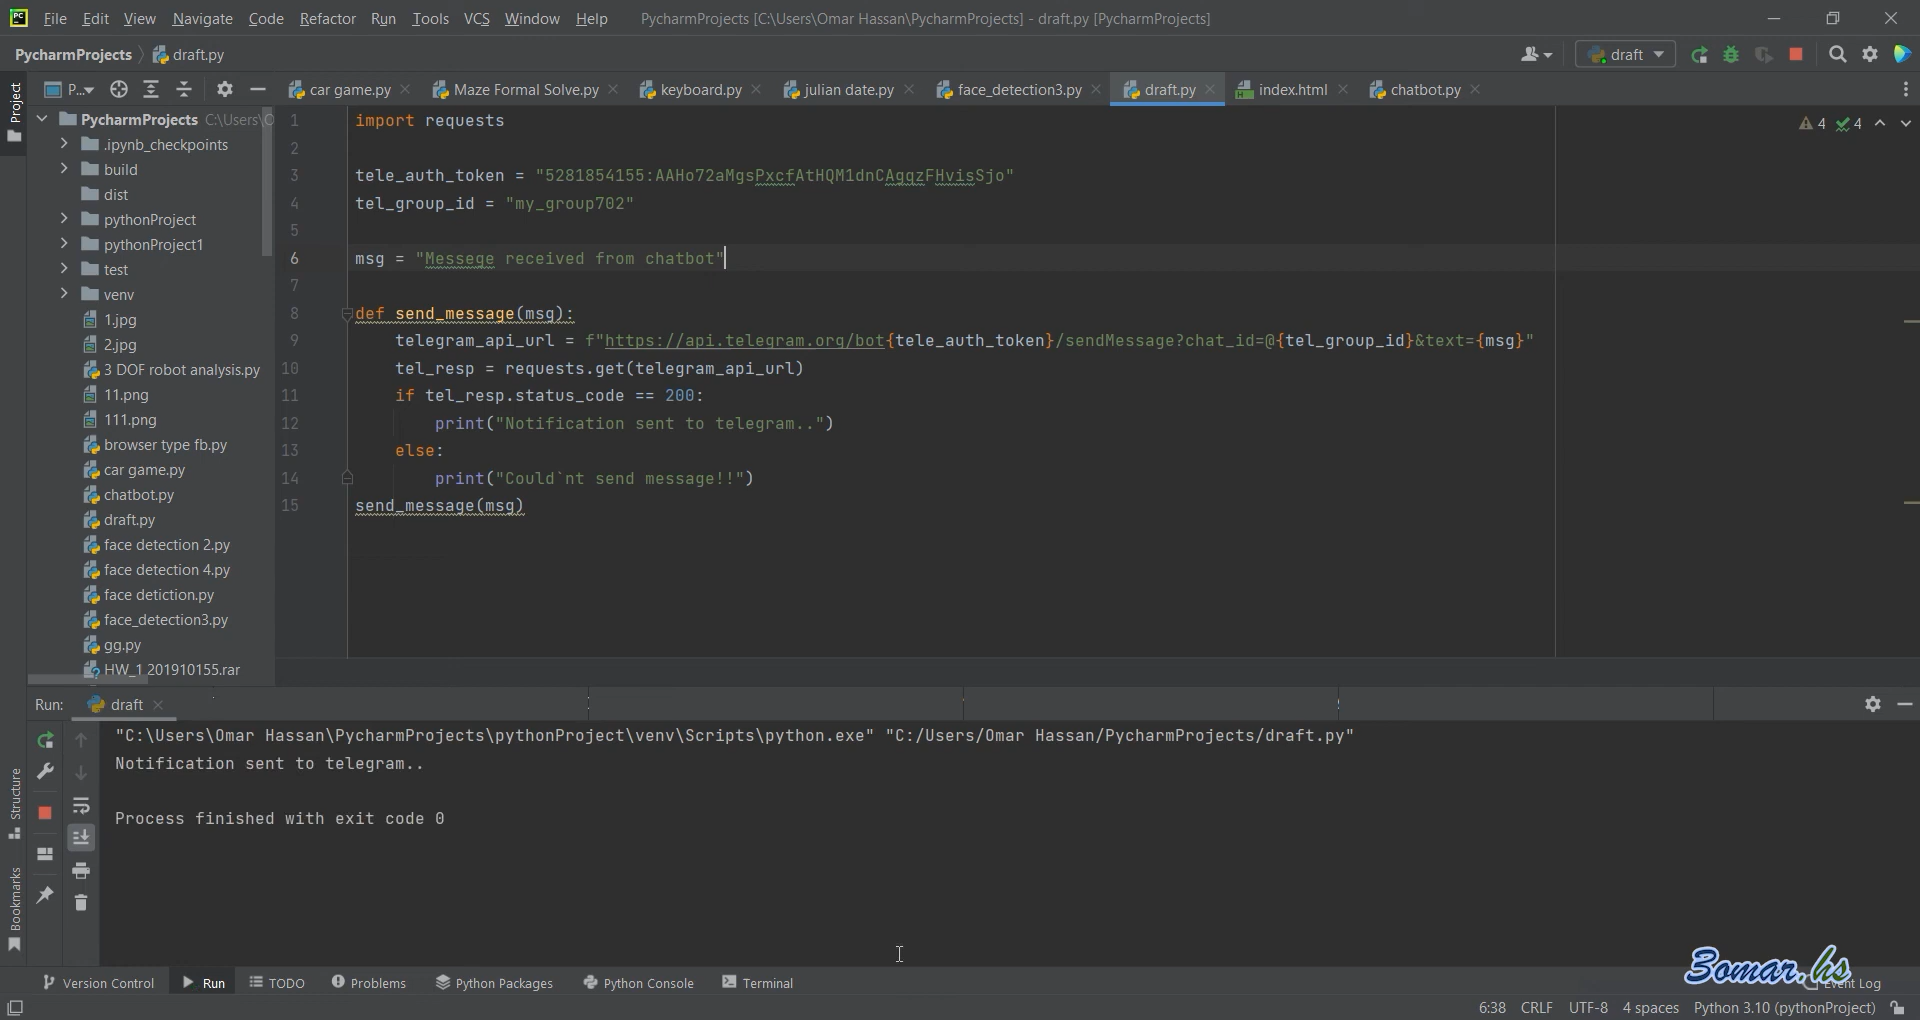 File Edit View Navigate Code Refactor Run Tools VCS Window Help PycharmProjects [C:\Users\Omar Hassan\PycharmProjects] - draft.py [PycharmProjects]
PycharmProjects draft.py draft
Project
P... car game.py Maze Formal Solve.py keyboard.py julian date.py face_detection3.py draft.py index.html chatbot.py
PycharmProjects C:\Users\O
.ipynb_checkpoints
build
dist
pythonProject
pythonProject1
test
venv
1.jpg
2.jpg
3 DOF robot analysis.py
11.png
111.png
browser type fb.py
car game.py
chatbot.py
draft.py
face detection 2.py
face detection 4.py
face detiction.py
face_detection3.py
gg.py
HW_1 201910155.rar
4 4
1 import requests
2
3 tele_auth_token = "5281854155:AAHo72aMgsPxcfAtHQM1dnCAgqzFHvisSjo"
4 tel_group_id = "my_group702"
5
6 msg = "Messege received from chatbot"
7
8 def send_message(msg):
9 telegram_api_url = f"https://api.telegram.org/bot{tele_auth_token}/sendMessage?chat_id=@{tel_group_id}&text={msg}"
10 tel_resp = requests.get(telegram_api_url)
11 if tel_resp.status_code == 200:
12 print("Notification sent to telegram..")
13 else:
14 print("Could`nt send message!!")
15 send_message(msg)
Run: draft
"C:\Users\Omar Hassan\PycharmProjects\pythonProject\venv\Scripts\python.exe" "C:/Users/Omar Hassan/PycharmProjects/draft.py"
Notification sent to telegram..
Process finished with exit code 0
Structure
Bookmarks
3omar.hs
Version Control Run TODO Problems Python Packages Python Console Terminal Event Log
6:38 CRLF UTF-8 4 spaces Python 3.10 (pythonProject)